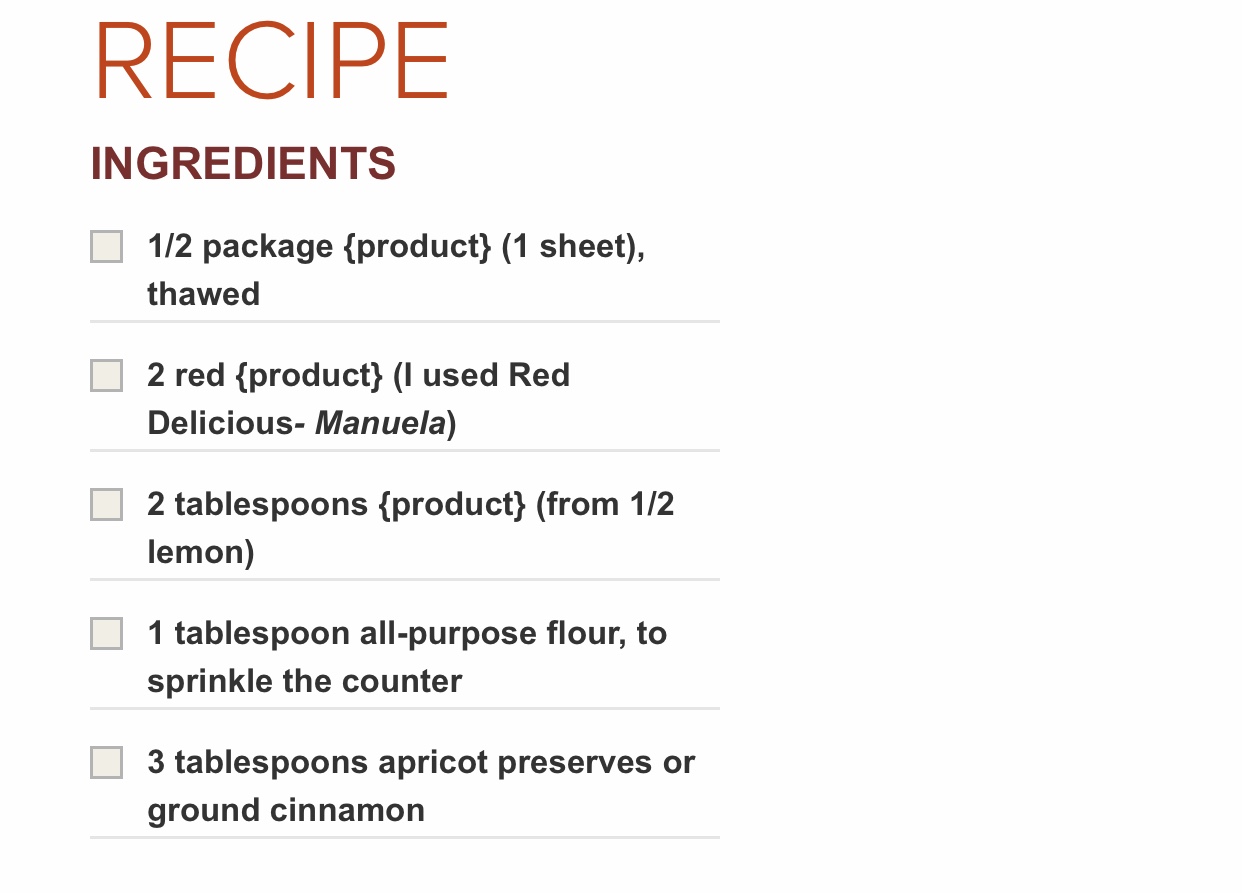 RECIPE
INGREDIENTS
1/2 package {product} (1 sheet),
thawed
2 red {product} (I used Red
Delicious- Manuela)
2 tablespoons {product} (from 1/2
lemon)
1 tablespoon all-purpose flour, to
sprinkle the counter
3 tablespoons apricot preserves or
ground cinnamon